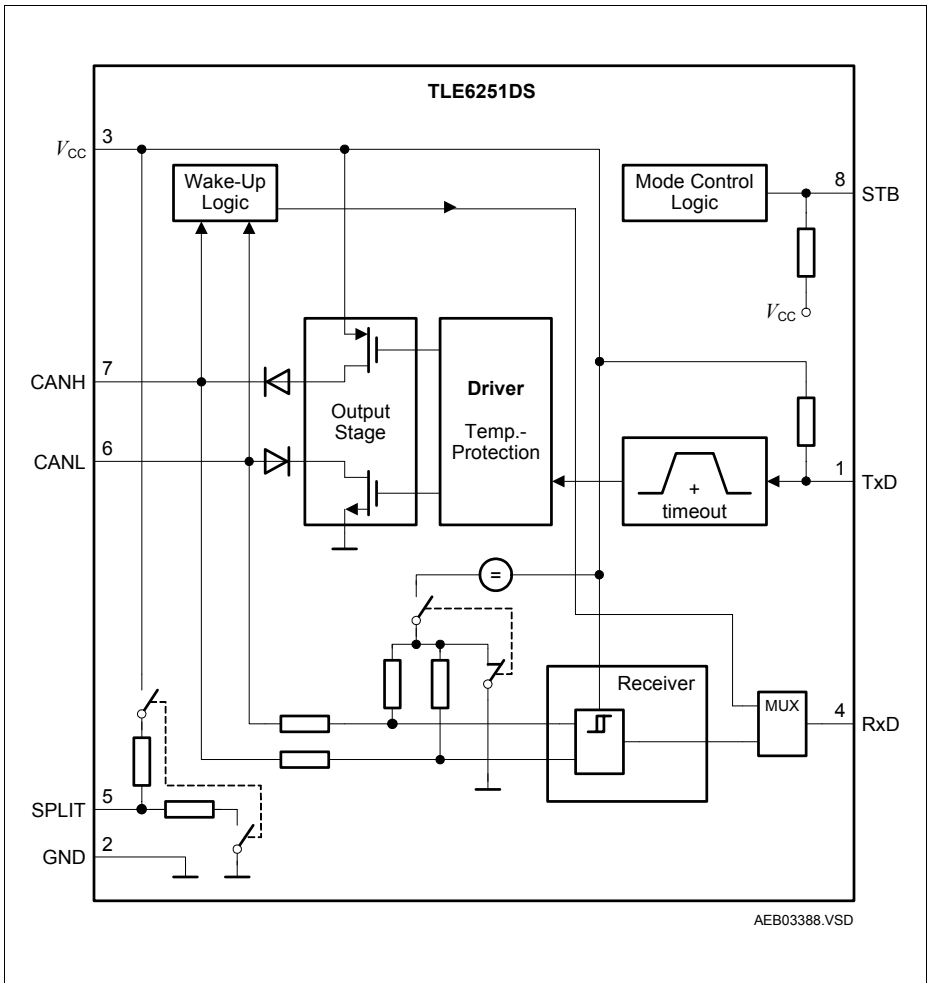 TLE6251DS
3
VCC
Wake-Up
Logic
Mode Control
Logic
8
STB
VCC
7
CANH
Output
Stage
Driver
Temp.-
Protection
6
CANL
+
timeout
1
TxD
=
Receiver
MUX
4
RxD
5
SPLIT
2
GND
AEB03388.VSD